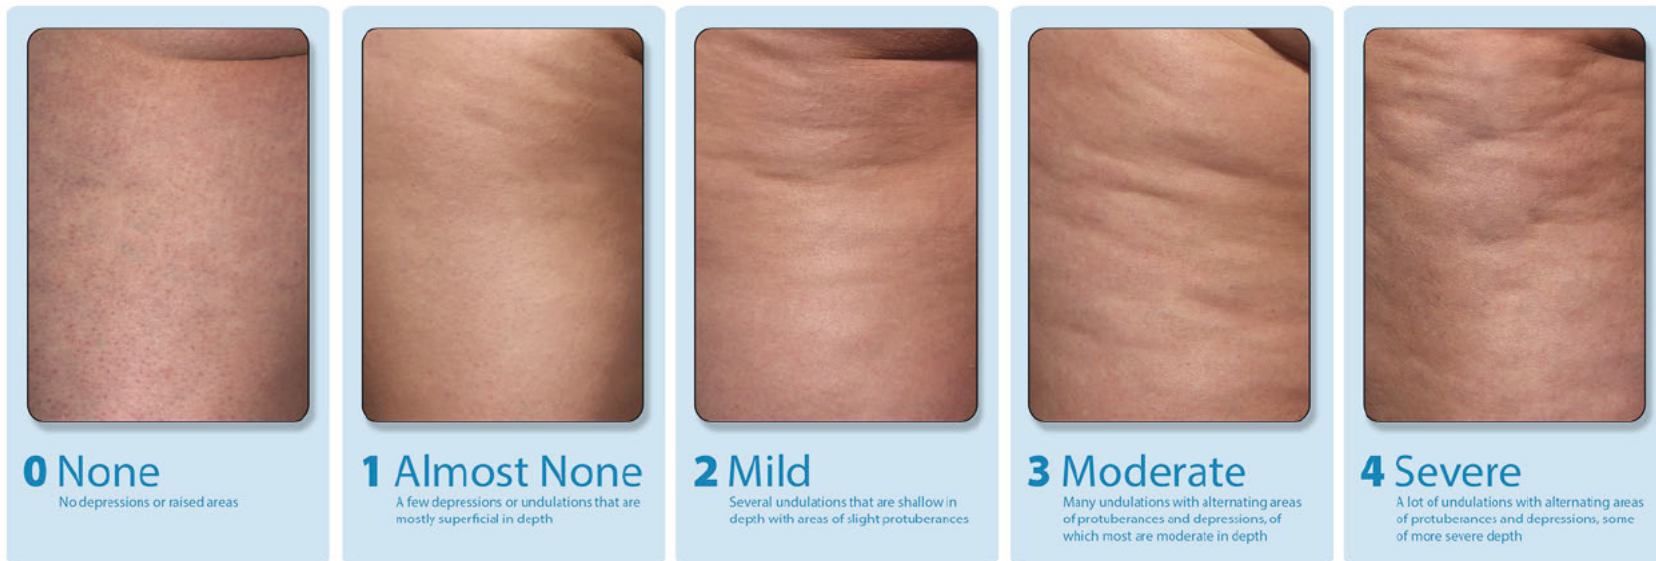 0 None
No depressions or raised areas
1 Almost None
A few depressions or undulations that are
mostly superficial in depth
2 Mild
Several undulations that are shallow in
depth with areas of slight protuberances
3 Moderate
Many undulations with alternating areas
of protuberances and depressions, of
which most are moderate in depth
4 Severe
A lot of undulations with alternating areas
of protuberances and depressions, some
of more severe depth